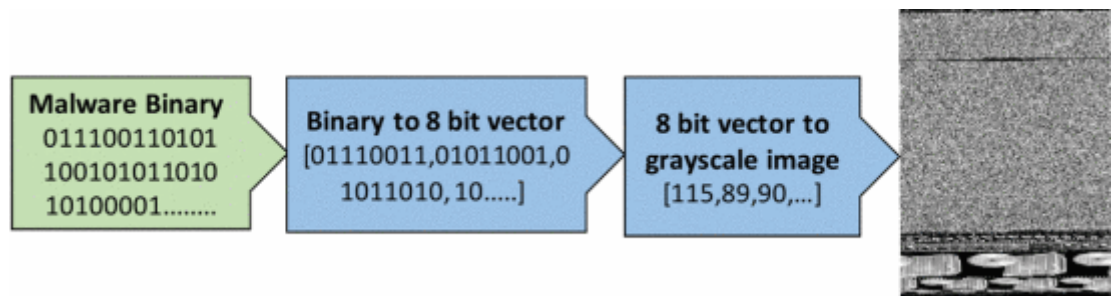 Malware Binary
011100110101
100101011010
10100001........
Binary to 8 bit vector
[01110011,01011001,0
1011010, 10.....]
8 bit vector to
grayscale image
[115,89,90,...]